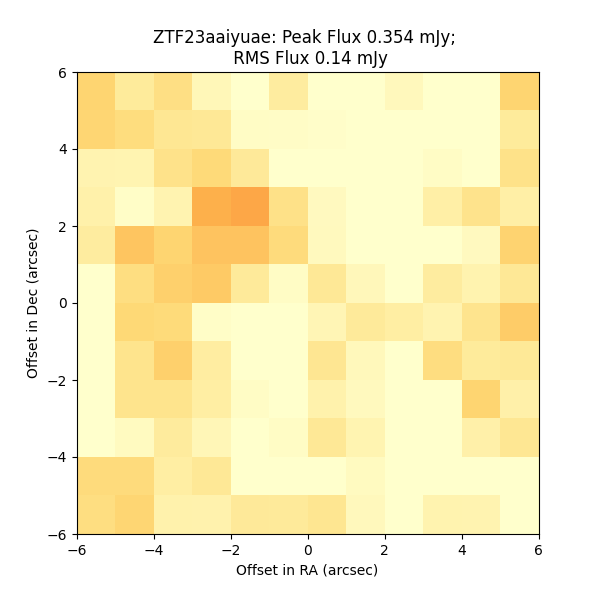 ZTF23aaiyuae: Peak Flux 0.354 mJy;
RMS Flux 0.14 mJy
6
4
2
0
−2
−4
−6
Offset in Dec (arcsec)
−6 −4 −2 0 2 4 6
Offset in RA (arcsec)